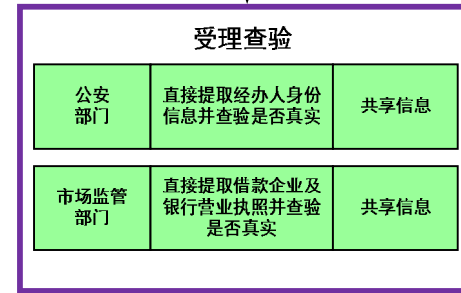 受理查验
公安
部门
直接提取经办人身份
信息并查验是否真实
共享信息
市场监管
部门
直接提取借款企业及
银行营业执照并查验
是否真实
共享信息